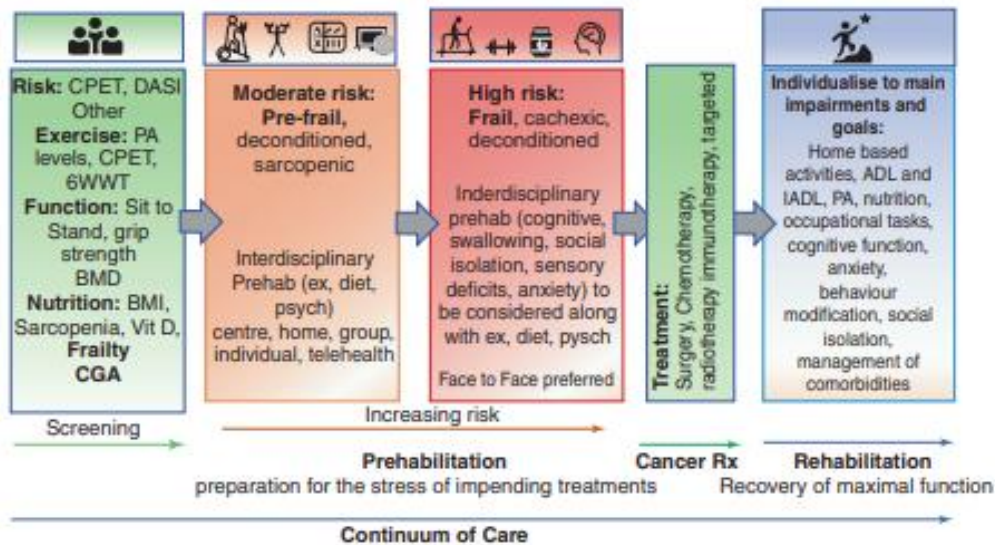 Risk: CPET, DASI
Other
Exercise: PA
levels, CPET,
6WWT
Function: Sit to
Stand, grip
strength
BMD
Nutrition: BMI,
Sarcopenia, Vit D,
Frailty
CGA
Moderate risk:
Pre-frail,
deconditioned,
sarcopenic
Interdisciplinary
Prehab (ex, diet,
psych)
centre, home, group,
individual, telehealth
High risk:
Frail, cachexic,
deconditioned
Inderdisciplinary
prehab (cognitive,
swallowing, social
isolation, sensory
deficits, anxiety) to
be considered along
with ex, diet, pysch
Face to Face preferred
Treatment:
Surgery, Chemotherapy,
radiotherapy immunotherapy, targeted
Individualise to main
impairments and
goals:
Home based
activities, ADL and
IADL, PA, nutrition,
occupational tasks,
cognitive function,
anxiety,
behaviour
modification, social
isolation,
management of
comorbidities
Screening
Increasing risk
Prehabilitation
preparation for the stress of impending treatments
Cancer Rx
Rehabilitation
Recovery of maximal function
Continuum of Care